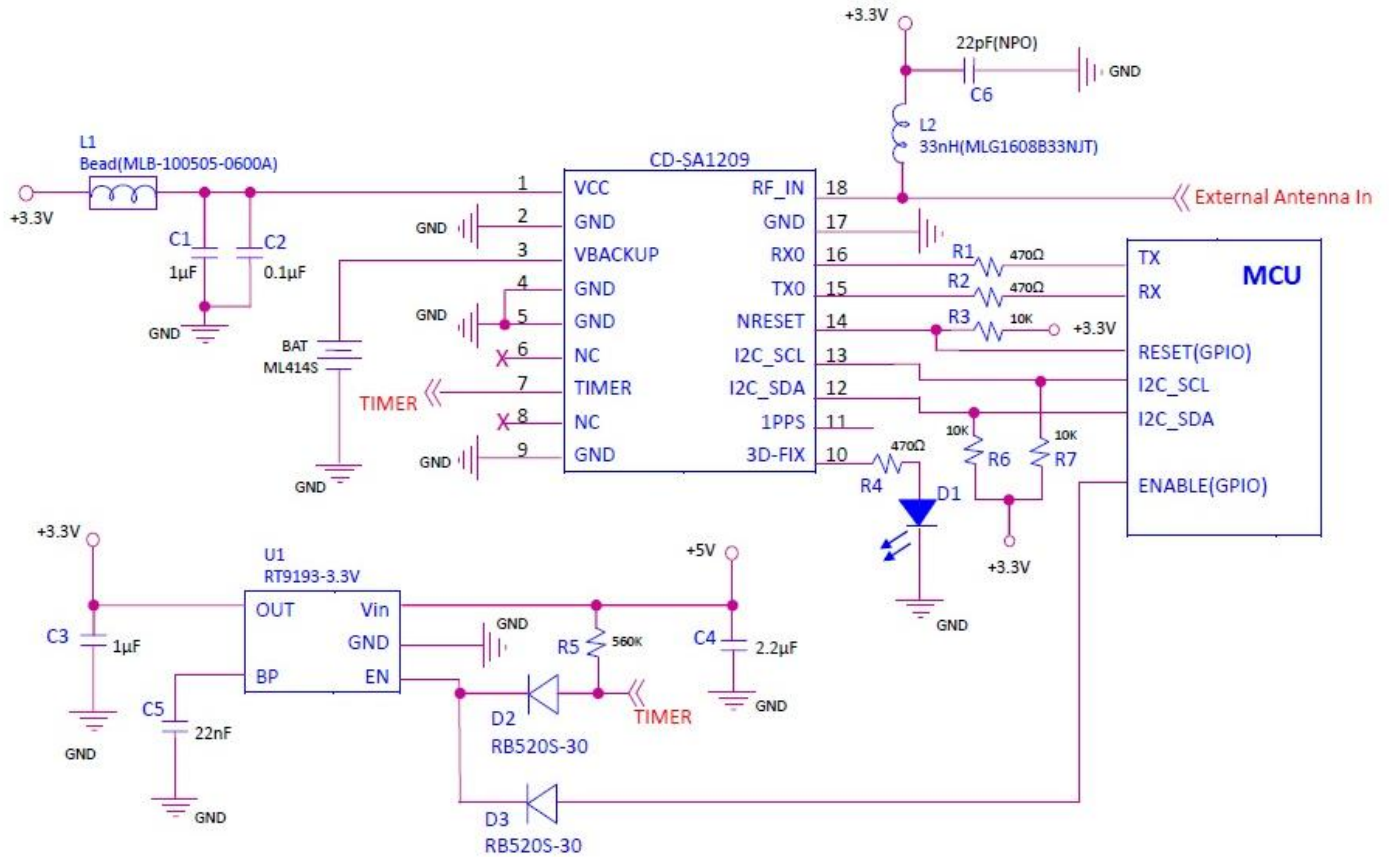 +3.3V
22pF(NPO)
GND
C6
L2
33nH(MLG1608B33NJT)
L1
Bead(MLB-100505-0600A)
+3.3V
C1
1µF
C2
0.1µF
GND
CD-SA1209
1 VCC
GND 2 GND
3 VBACKUP
4 GND
GND 5 GND
6 NC
TIMER 7 TIMER
8 NC
GND 9 GND
BAT
ML414S
GND
RF_IN 18
External Antenna In
GND 17
RX0 16 R1 470Ω
TX0 15 R2 470Ω
NRESET 14 R3 10K +3.3V
I2C_SCL 13
I2C_SDA 12
1PPS 11
3D-FIX 10
470Ω
R4
D1
GND
10K
R6
10K
R7
+3.3V
MCU
TX
RX
RESET(GPIO)
I2C_SCL
I2C_SDA
ENABLE(GPIO)
+3.3V
U1
RT9193-3.3V
OUT Vin
GND
BP EN
C3
1µF
GND
C5
22nF
GND
GND
+5V
R5 560K
C4
2.2µF
GND
TIMER
D2
RB520S-30
D3
RB520S-30